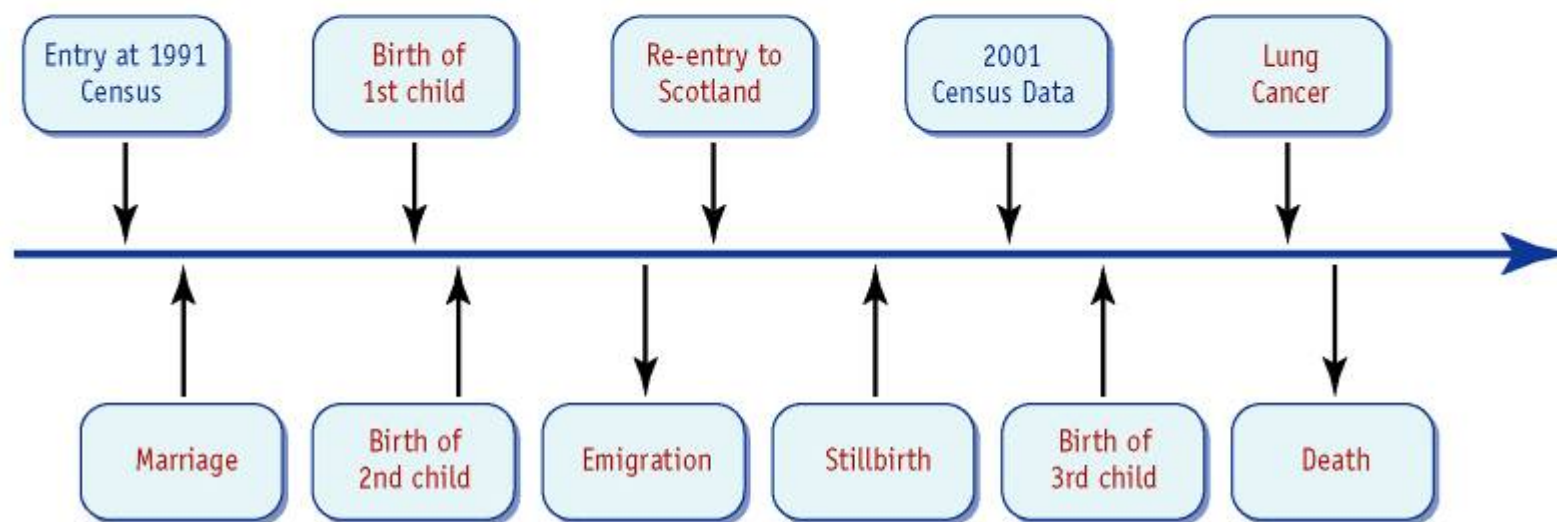 Entry at 1991
Census
Birth of
1st child
Re-entry to
Scotland
2001
Census Data
Lung
Cancer
Marriage
Birth of
2nd child
Emigration
Stillbirth
Birth of
3rd child
Death